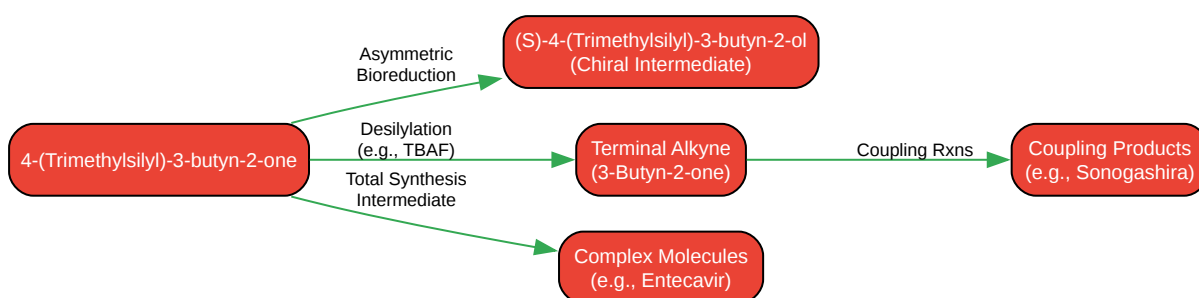 (S)-4-(Trimethylsilyl)-3-butyn-2-ol
(Chiral Intermediate)
Asymmetric
Bioreduction
4-(Trimethylsilyl)-3-butyn-2-one
Desilylation
(e.g., TBAF)
Terminal Alkyne
(3-Butyn-2-one)
Coupling Rxns
Coupling Products
(e.g., Sonogashira)
Total Synthesis
Intermediate
Complex Molecules
(e.g., Entecavir)